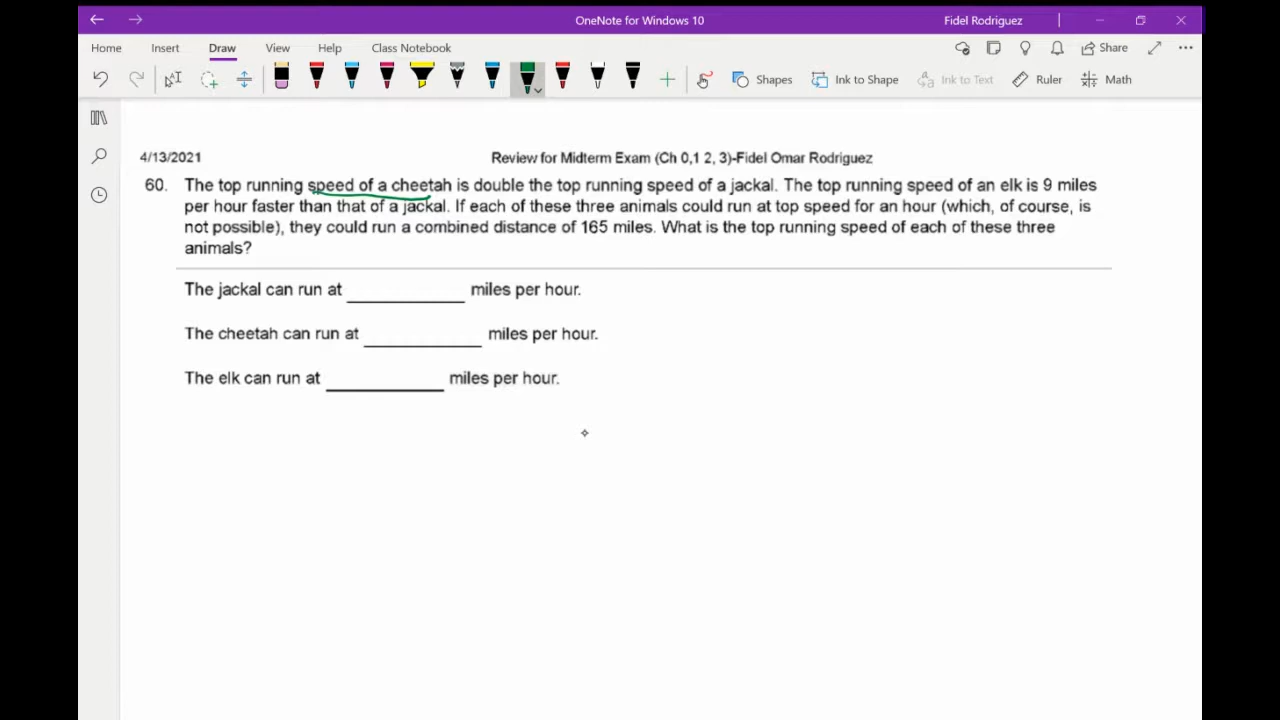 OneNote for Windows 10
Fidel Rodriguez
Home Insert Draw View Help Class Notebook
Share
Shapes Ink to Shape Ink to Text Ruler Math
4/13/2021 Review for Midterm Exam (Ch 0,1 2, 3)-Fidel Omar Rodriguez
60. The top running speed of a cheetah is double the top running speed of a jackal. The top running speed of an elk is 9 miles
per hour faster than that of a jackal. If each of these three animals could run at top speed for an hour (which, of course, is
not possible), they could run a combined distance of 165 miles. What is the top running speed of each of these three
animals?
The jackal can run at miles per hour.
The cheetah can run at miles per hour.
The elk can run at miles per hour.